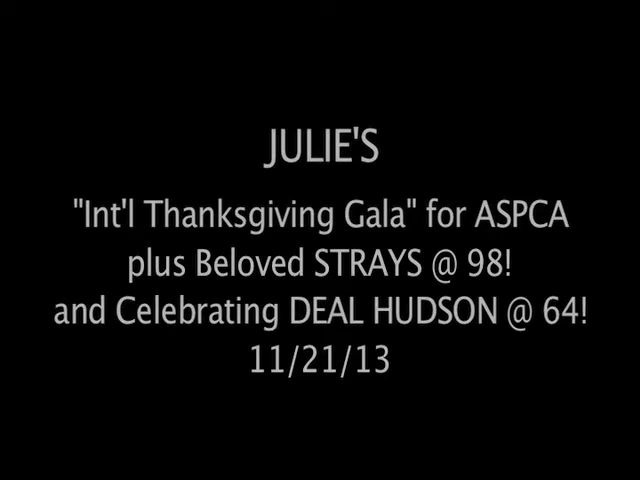 JULIE'S
"Int'l Thanksgiving Gala" for ASPCA
plus Beloved STRAYS @ 98!
and Celebrating DEAL HUDSON @ 64!
11/21/13